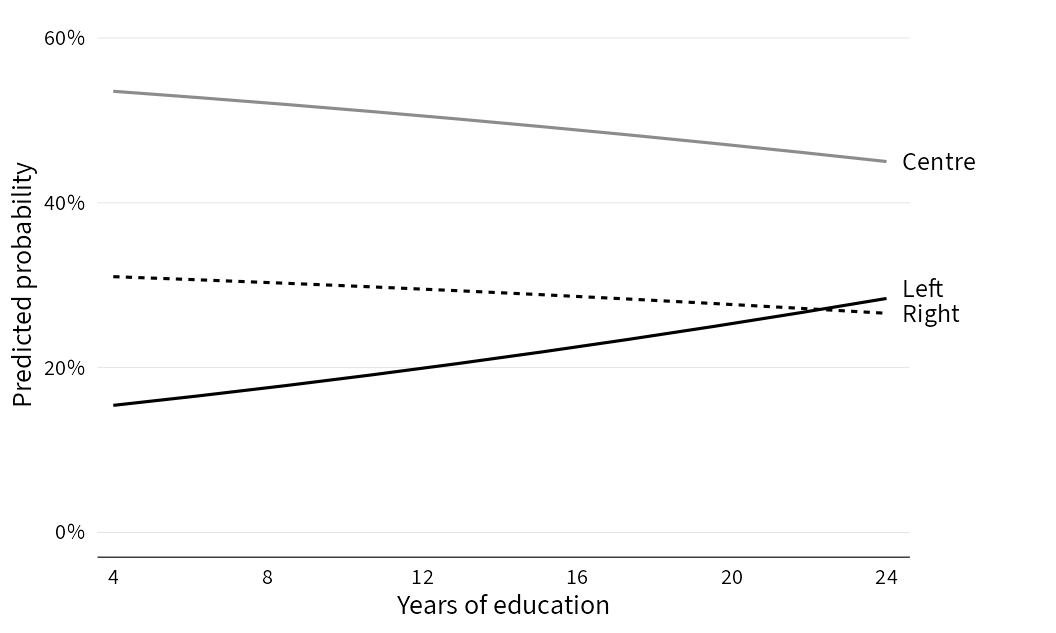 60%
40%
20%
0%
Predicted probability
Centre
Left
Right
4 8 12 16 20 24
Years of education